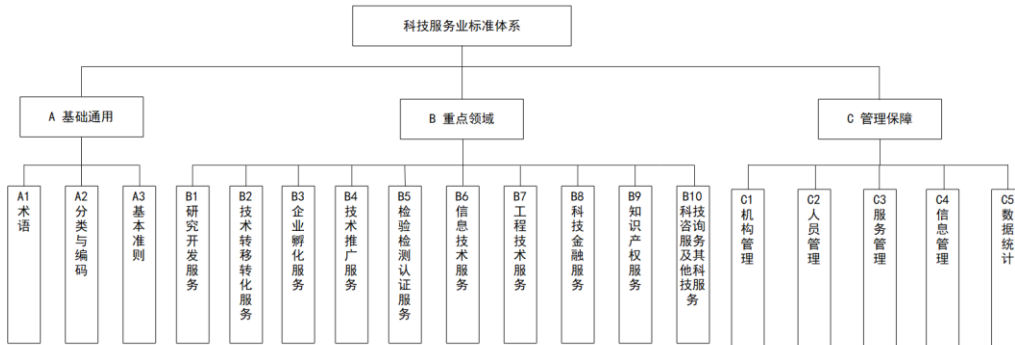 科技服务业标准体系
A 基础通用
B 重点领域
C 管理保障
A1 术语
A2 分类与编码
A3 基本准则
B1 研究开发服务
B2 技术转移转化服务
B3 企业孵化服务
B4 技术推广服务
B5 检验检测认证服务
B6 信息技术服务
B7 工程技术服务
B8 科技金融服务
B9 知识产权服务
B10 科技咨询服务及其他科技服务
C1 机构管理
C2 人员管理
C3 服务管理
C4 信息管理
C5 数据统计